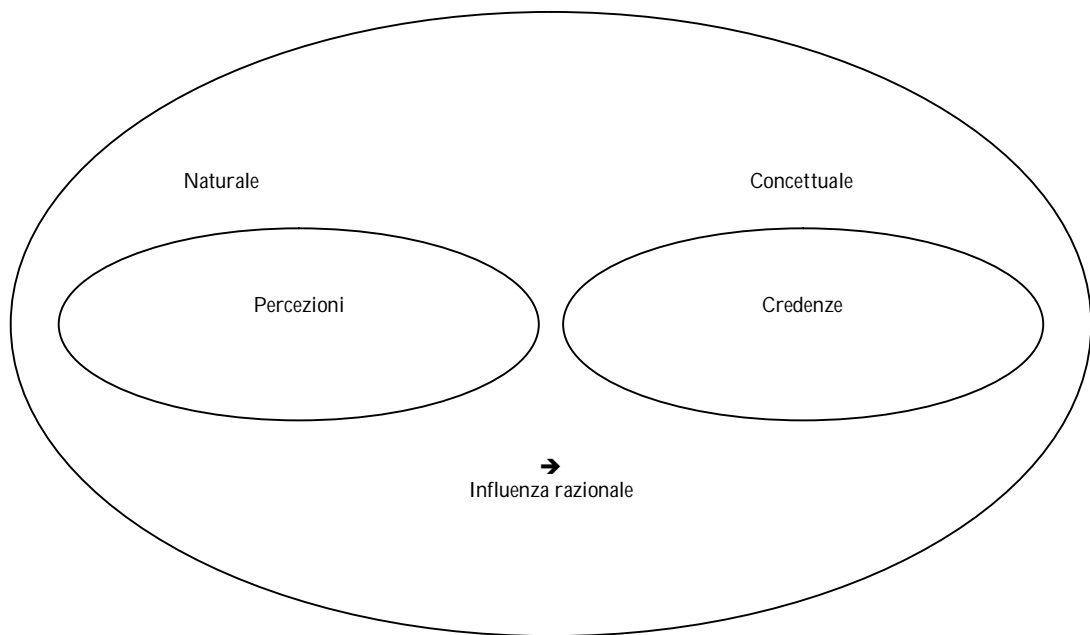 Naturale
Concettuale
Percezioni
Credenze
➔
Influenza razionale